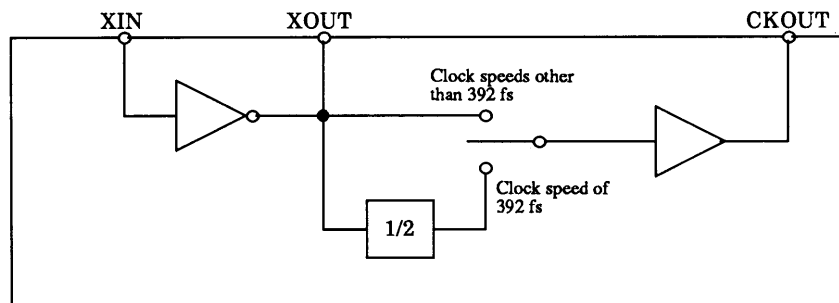 XIN
XOUT
CKOUT
Clock speeds other
than 392 fs
Clock speed of
392 fs
1/2